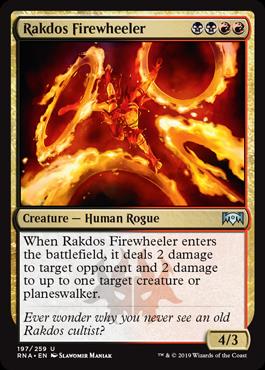 Rakdos Firewheeler
Creature — Human Rogue
When Rakdos Firewheeler enters
the battlefield, it deals 2 damage
to target opponent and 2 damage
to up to one target creature or
planeswalker.
Ever wonder why you never see an old
Rakdos cultist?
4/3
197/259 U
RNA • EN Slawomir Maniak
™ & © 2019 Wizards of the Coast